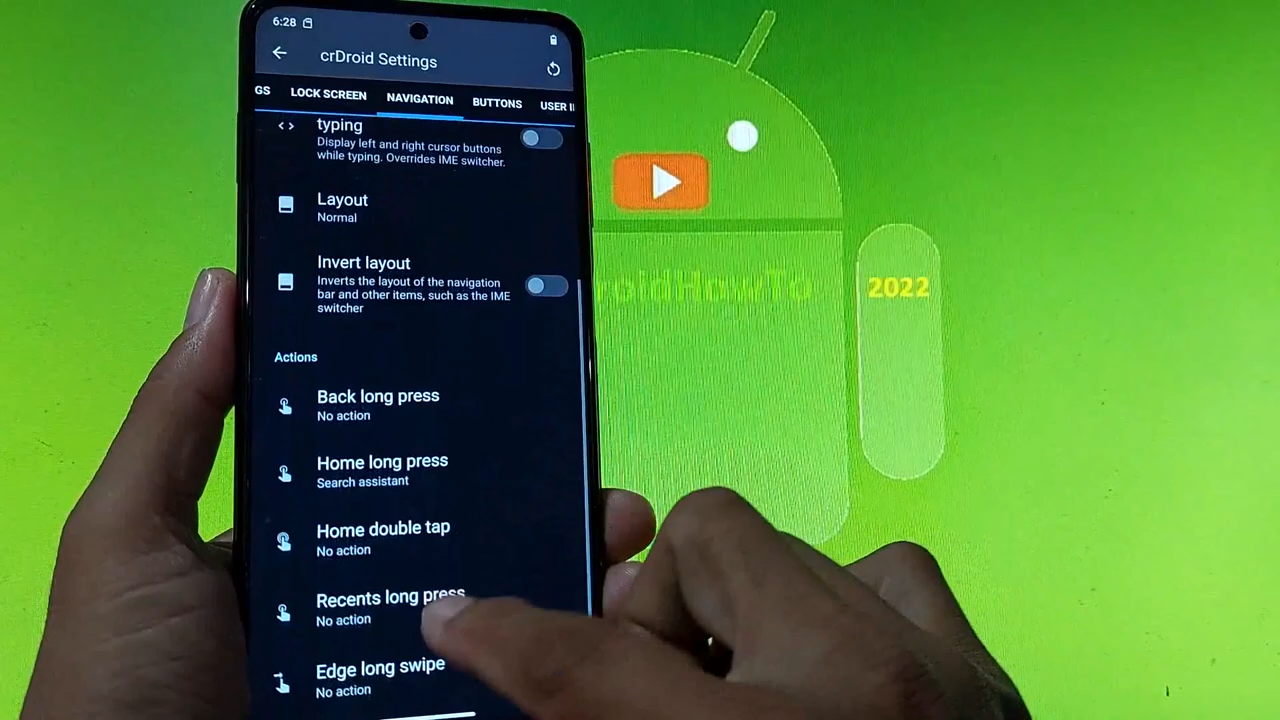 6:28
crDroid Settings
GS LOCK SCREEN NAVIGATION BUTTONS USER I
typing
Display left and right cursor buttons
while typing. Overrides IME switcher.
Layout
Normal
Invert layout
Inverts the layout of the navigation
bar and other items, such as the IME
switcher
Actions
Back long press
No action
Home long press
Search assistant
Home double tap
No action
Recents long press
No action
Edge long swipe
No action
oidHowTo
2022